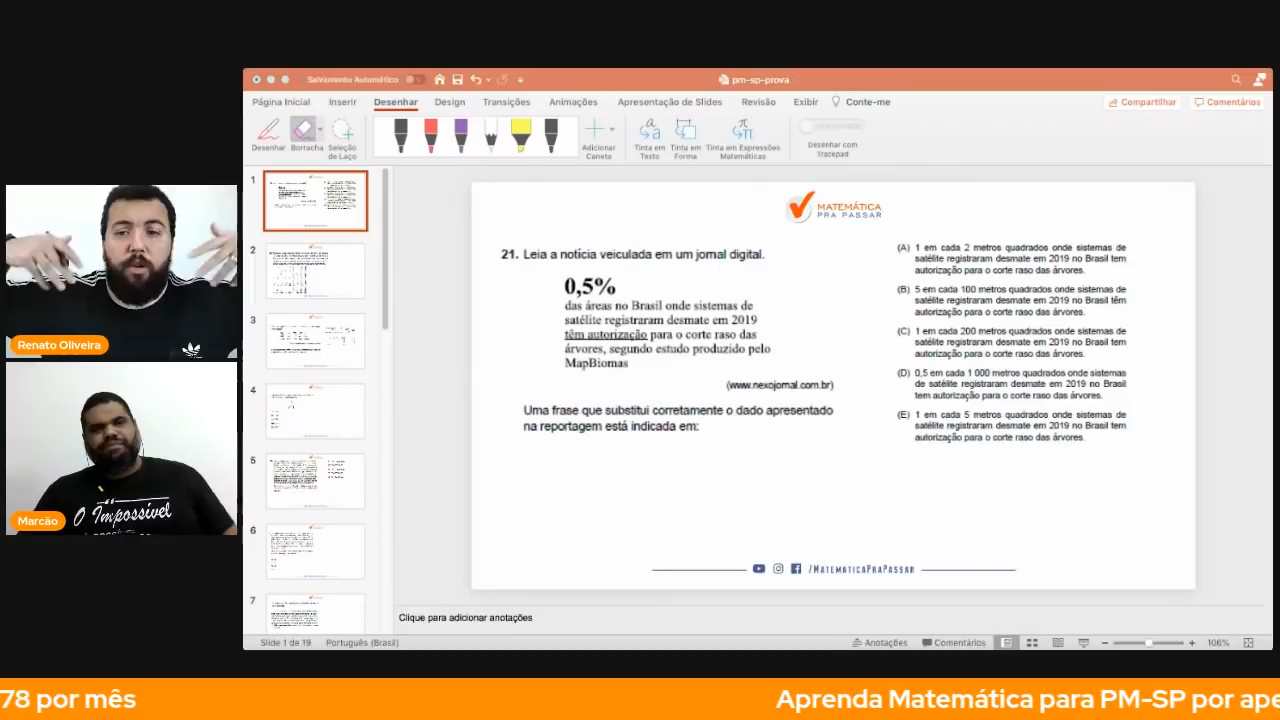 Salvamento Automático
pm-sp-prova
Página Inicial
Inserir
Desenhar
Design
Transições
Animações
Apresentação de Slides
Revisão
Exibir
Conte-me
Compartilhar
Comentários
Desenhar
Borracha
Seleção
de Laço
Adicionar
Caneta
Tinta em
Texto
Tinta em
Forma
Tinta em Expressões
Matemáticas
Desenhar com
Trackpad
1
2
3
4
5
6
7
MATEMÁTICA
PRA PASSAR
21. Leia a notícia veiculada em um jornal digital.
0,5%
das áreas no Brasil onde sistemas de
satélite registraram desmate em 2019
têm autorização para o corte raso das
árvores, segundo estudo produzido pelo
MapBiomas
(www.nexojornal.com.br)
Uma frase que substitui corretamente o dado apresentado
na reportagem está indicada em:
(A) 1 em cada 2 metros quadrados onde sistemas de
satélite registraram desmate em 2019 no Brasil tem
autorização para o corte raso das árvores.
(B) 5 em cada 100 metros quadrados onde sistemas de
satélite registraram desmate em 2019 no Brasil têm
autorização para o corte raso das árvores.
(C) 1 em cada 200 metros quadrados onde sistemas de
satélite registraram desmate em 2019 no Brasil tem
autorização para o corte raso das árvores.
(D) 0,5 em cada 1 000 metros quadrados onde sistemas
de satélite registraram desmate em 2019 no Brasil
tem autorização para o corte raso das árvores.
(E) 1 em cada 5 metros quadrados onde sistemas de
satélite registraram desmate em 2019 no Brasil tem
autorização para o corte raso das árvores.
/MATEMATICAPRAPASSAR
Clique para adicionar anotações
Slide 1 de 19
Português (Brasil)
Anotações
Comentários
106%
Renato Oliveira
adidas
O Impossível
Marcão
78 por mês
Aprenda Matemática para PM-SP por ape